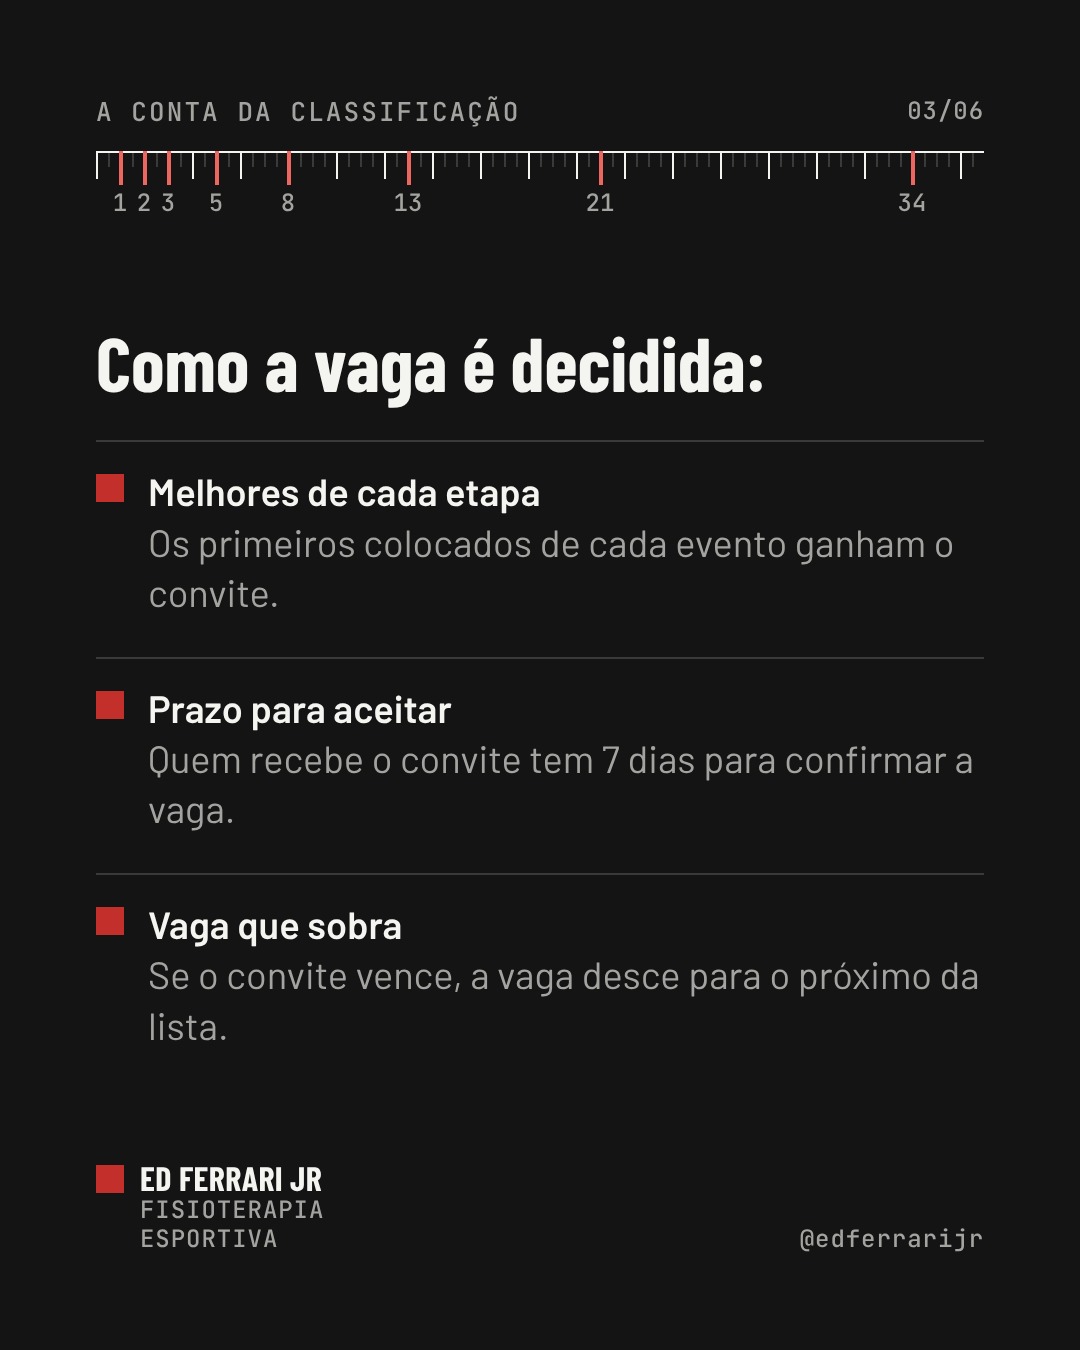 A CONTA DA CLASSIFICAÇÃO
03/06
1 2 3 5 8 13 21 34
Como a vaga é decidida:
Melhores de cada etapa
Os primeiros colocados de cada evento ganham o
convite.
Prazo para aceitar
Quem recebe o convite tem 7 dias para confirmar a
vaga.
Vaga que sobra
Se o convite vence, a vaga desce para o próximo da
lista.
ED FERRARI JR
FISIOTERAPIA
ESPORTIVA
@edferrarijr